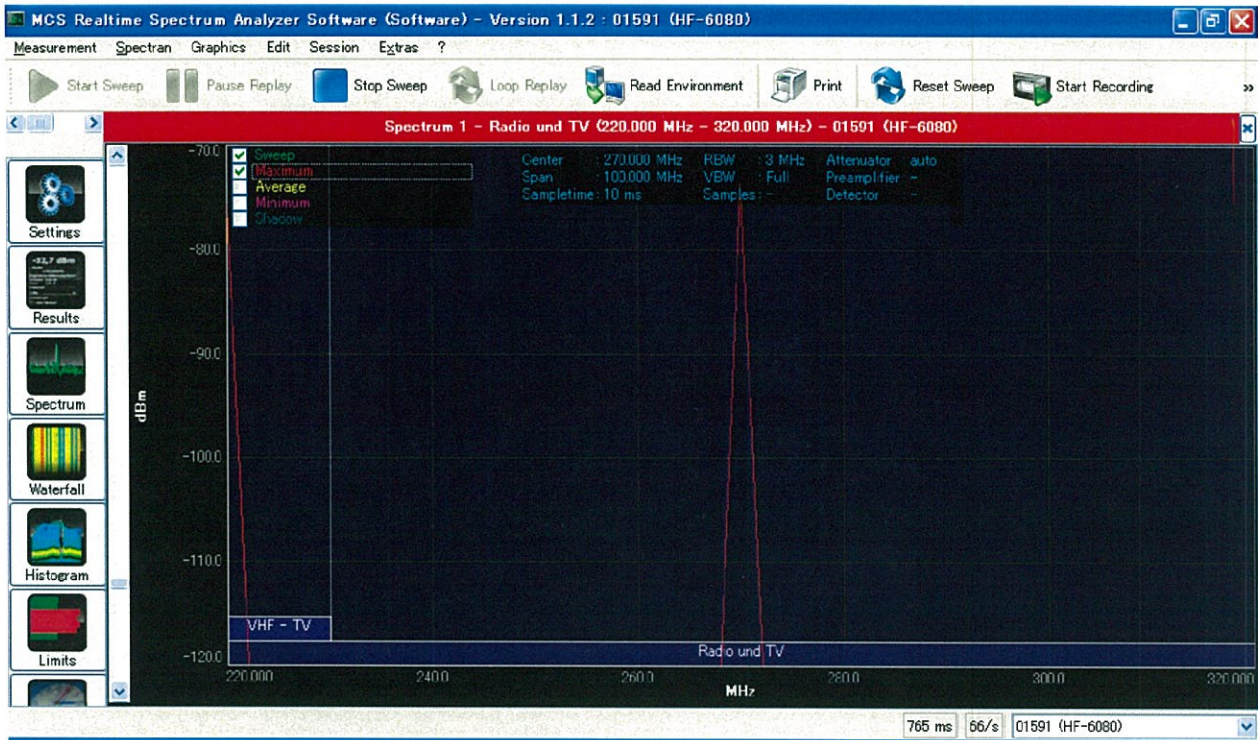 MCS Realtime Spectrum Analyzer Software (Software) - Version 1.1.2 : 01591 (HF-6080)
Measurement Spectran Graphics Edit Session Extras ?
Start Sweep Pause Replay Stop Sweep Loop Replay Read Environment Print Reset Sweep Start Recording »
Spectrum 1 - Radio und TV (220.000 MHz - 320.000 MHz) - 01591 (HF-6080)
Settings
-32,7 dBm
Results
Spectrum
Waterfall
Histogram
Limits
Sweep
Maximum
Average
Minimum
Shadow
Center : 270.000 MHz RBW : 3 MHz Attenuator auto
Span : 100.000 MHz VBW : Full Preamplifier -
Sampletime : 10 ms Samples : - Detector -
-70.0
-80.0
-90.0
-100.0
-110.0
-120.0
dBm
VHF - TV
Radio und TV
220.000 240.0 260.0 280.0 300.0 320.000
MHz
765 ms 66/s 01591 (HF-6080)